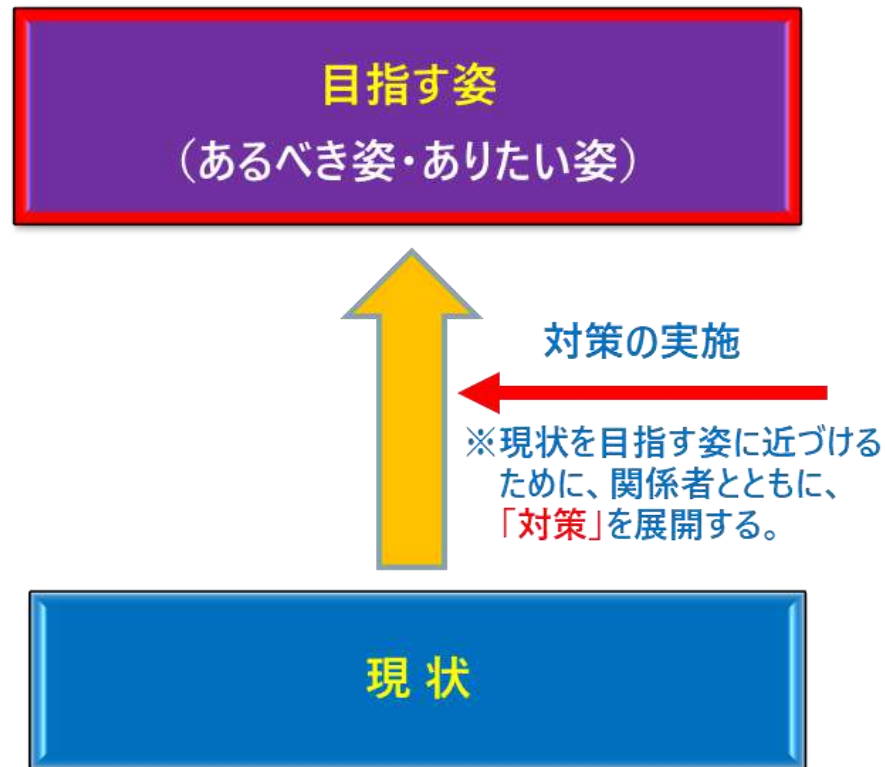 目指す姿
（あるべき姿・ありたい姿）
対策の実施
※現状を目指す姿に近づける
ために、関係者とともに、
「対策」を展開する。
現 状